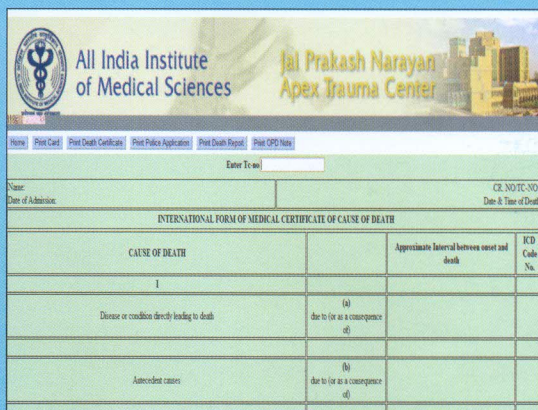 All India Institute
of Medical Sciences
Jai Prakash Narayan
Apex Trauma Center
Home Print Card Print Death Certificate Print Police Application Print Death Report Print OPD Note
Enter Tc-no
Name: CR. NO/TC-NO
Date of Admission: Date & Time of Death
INTERNATIONAL FORM OF MEDICAL CERTIFICATE OF CAUSE OF DEATH
CAUSE OF DEATH
Approximate Interval between onset and
death
ICD
Code
No.
I
Disease or condition directly leading to death
(a)
due to (or as a consequence
of)
Antecedent causes
(b)
due to (or as a consequence
of)